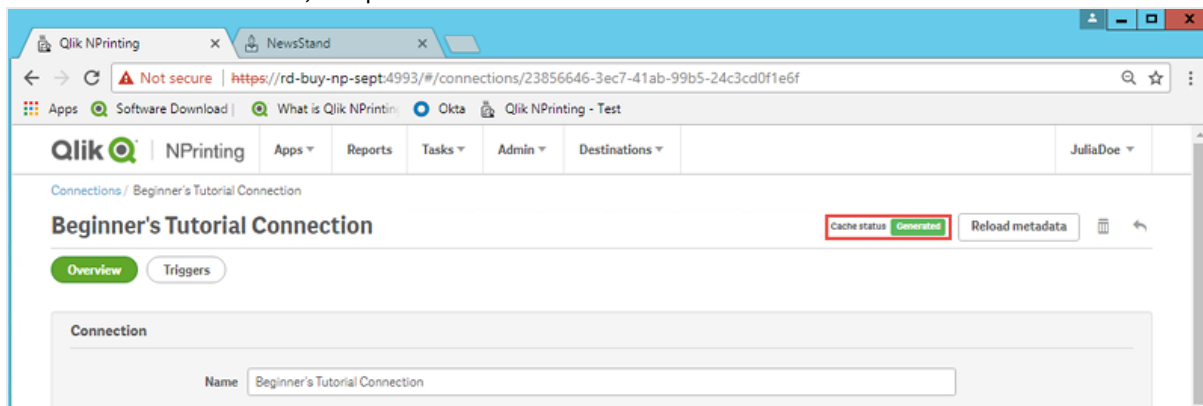 Qlik NPrinting NewsStand
Not secure | https://rd-buy-np-sept:4993/#/connections/23856646-3ec7-41ab-99b5-24c3cd0f1e6f
Apps Software Download | What is Qlik NPrintin Okta Qlik NPrinting - Test
Qlik NPrinting Apps Reports Tasks Admin Destinations JuliaDoe
Connections / Beginner's Tutorial Connection
Beginner's Tutorial Connection Cache status Generated Reload metadata
Overview Triggers
Connection
Name Beginner's Tutorial Connection